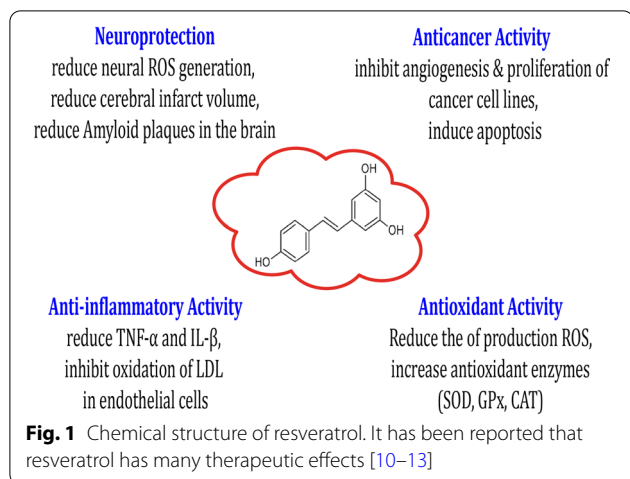 Neuroprotection
reduce neural ROS generation,
reduce cerebral infarct volume,
reduce Amyloid plaques in the brain
Anticancer Activity
inhibit angiogenesis & proliferation of
cancer cell lines,
induce apoptosis
OH
OH
HO
Anti-inflammatory Activity
reduce TNF-α and IL-β,
inhibit oxidation of LDL
in endothelial cells
Antioxidant Activity
Reduce the of production ROS,
increase antioxidant enzymes
(SOD, GPx, CAT)
Fig. 1 Chemical structure of resveratrol. It has been reported that
resveratrol has many therapeutic effects [10–13]